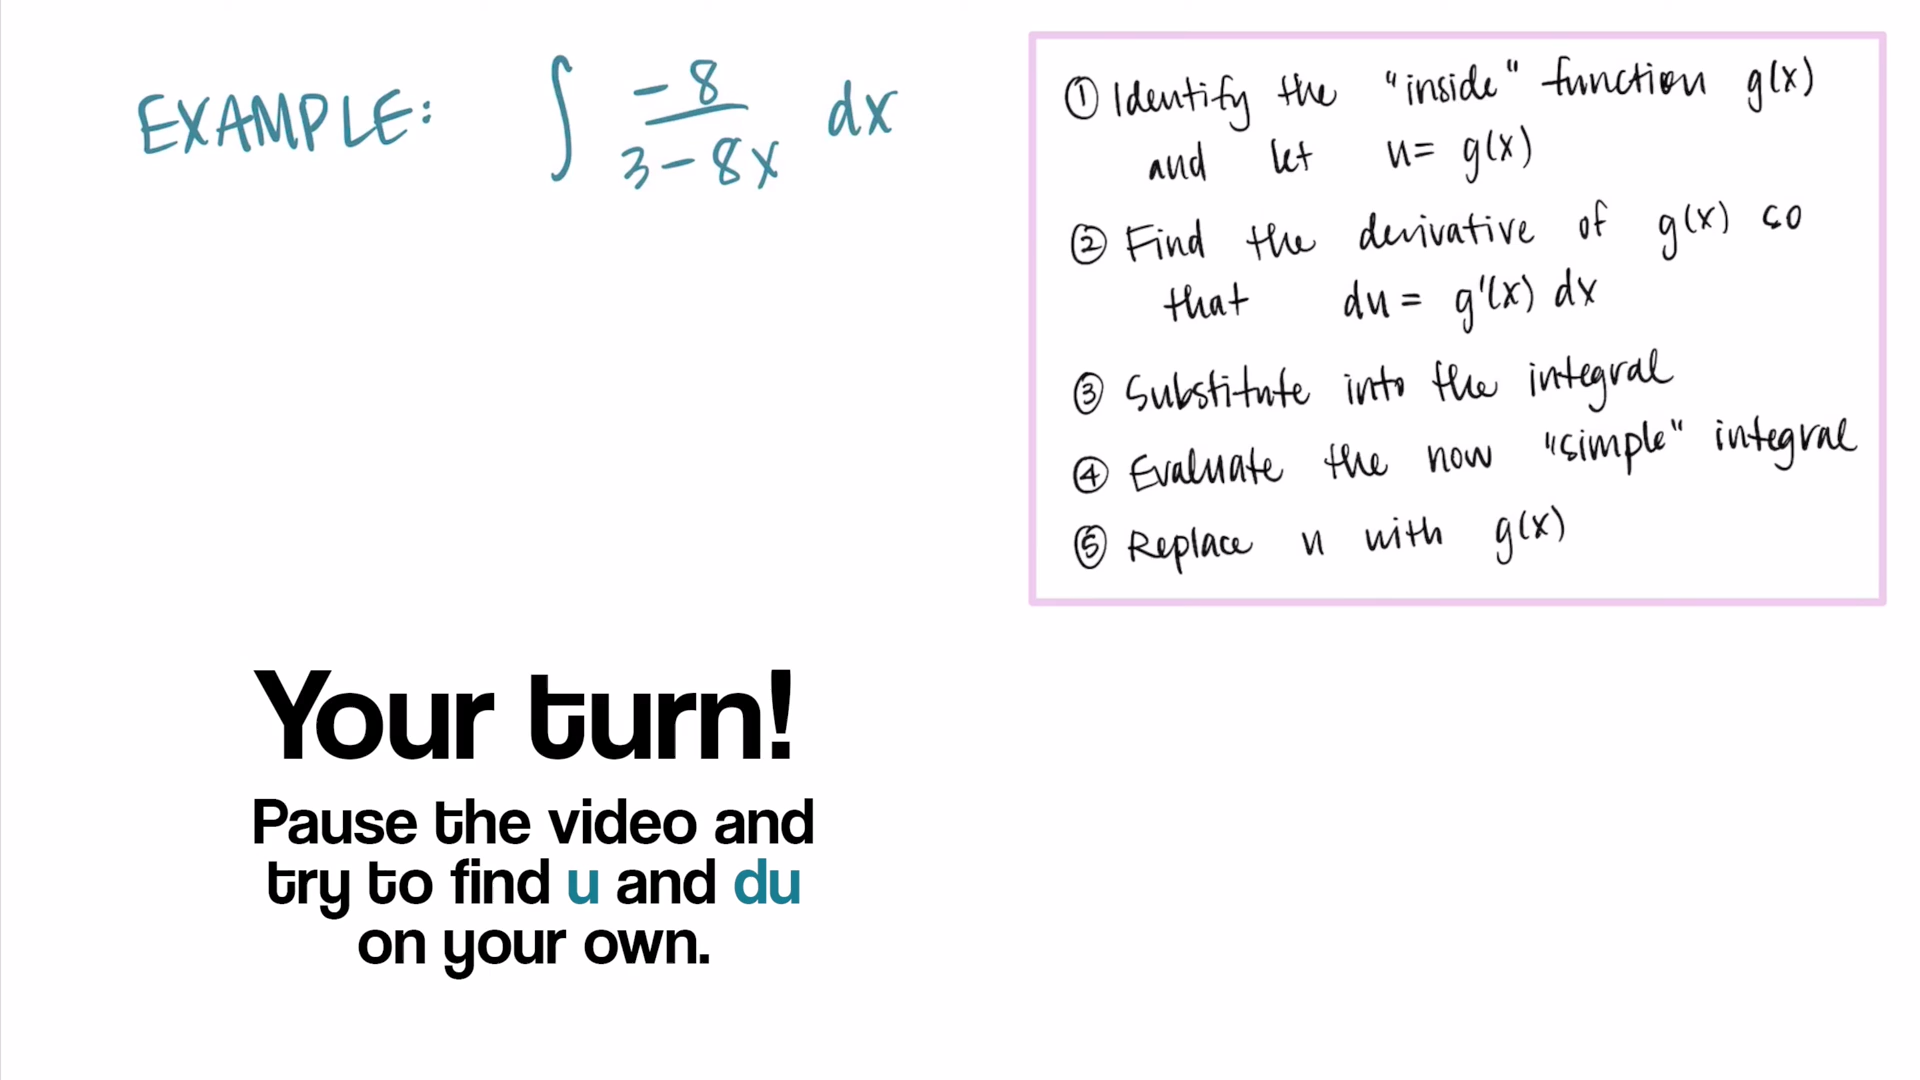 EXAMPLE: ∫ -8 / 3-8x dx
① Identify the "inside" function g(x)
and let u= g(x)
② Find the derivative of g(x) so
that du = g'(x) dx
③ Substitute into the integral
④ Evaluate the now "simple" integral
⑤ Replace u with g(x)
Your turn!
Pause the video and
try to find u and du
on your own.